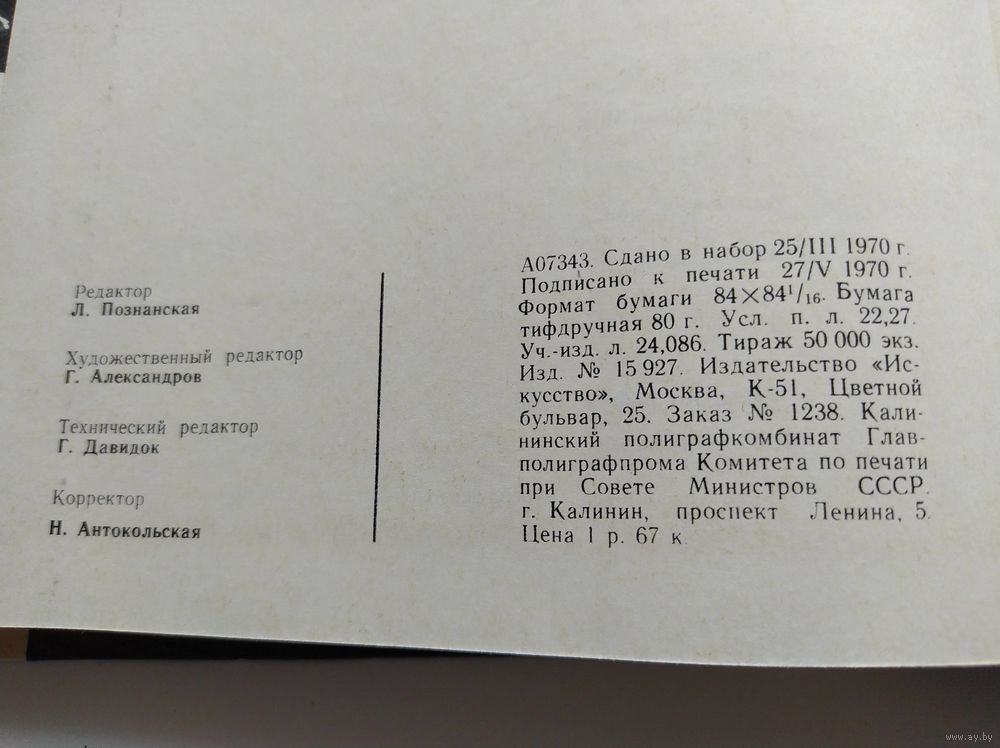 Редактор
Л. Познанская
Художественный редактор
Г. Александров
Технический редактор
Г. Давидок
Корректор
Н. Антокольская
А07343. Сдано в набор 25/III 1970 г.
Подписано к печати 27/V 1970 г.
Формат бумаги 84×84¹/₁₆. Бумага
тифдручная 80 г. Усл. п. л. 22,27.
Уч.-изд. л. 24,086. Тираж 50 000 экз.
Изд. № 15 927. Издательство «Ис-
кусство», Москва, К-51, Цветной
бульвар, 25. Заказ № 1238. Кали-
нинский полиграфкомбинат Глав-
полиграфпрома Комитета по печати
при Совете Министров СССР.
г. Калинин, проспект Ленина, 5.
Цена 1 р. 67 к.
www.ay.by